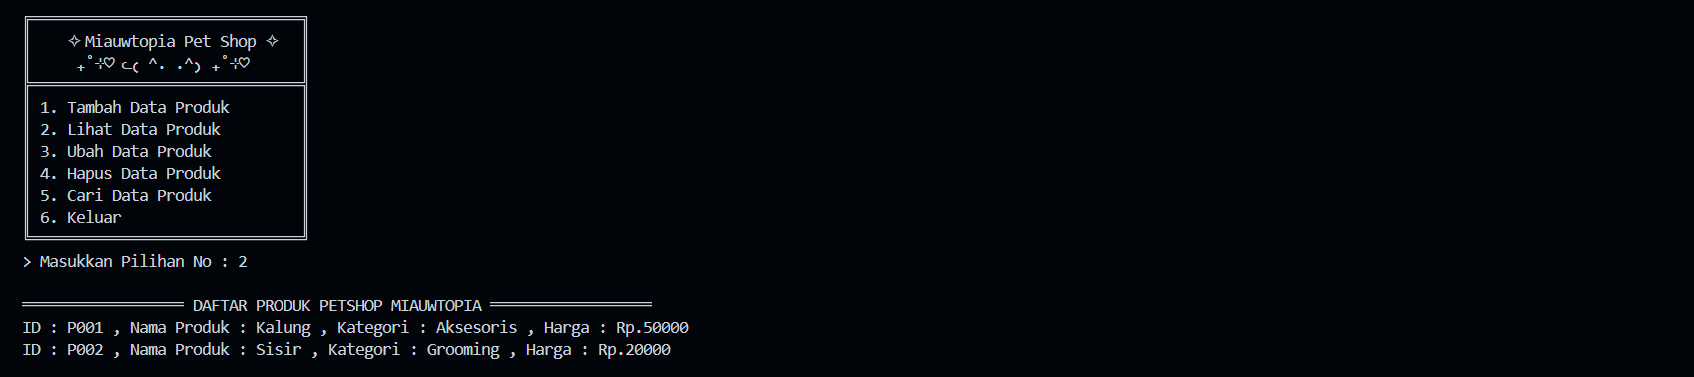 ✧ Miauwtopia Pet Shop ✧
₊˚⊹♡ ᓚ₍ ^. .^₎ ₊˚⊹♡
1. Tambah Data Produk
2. Lihat Data Produk
3. Ubah Data Produk
4. Hapus Data Produk
5. Cari Data Produk
6. Keluar
> Masukkan Pilihan No : 2
══════════════════ DAFTAR PRODUK PETSHOP MIAUWTOPIA ══════════════════
ID : P001 , Nama Produk : Kalung , Kategori : Aksesoris , Harga : Rp.50000
ID : P002 , Nama Produk : Sisir , Kategori : Grooming , Harga : Rp.20000